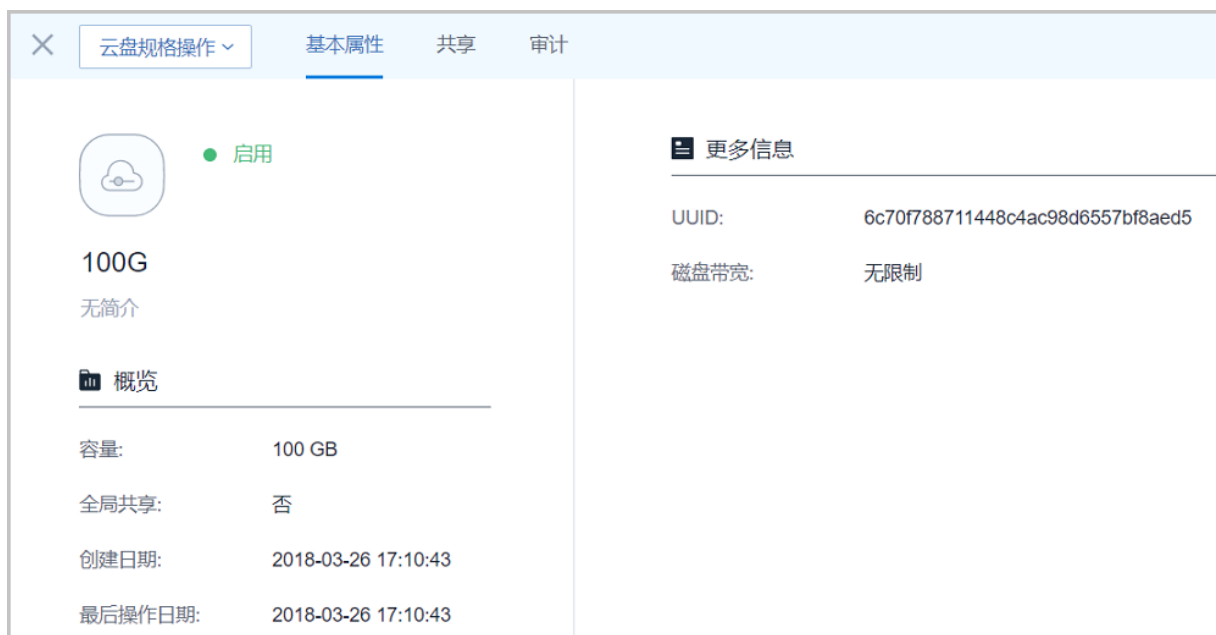 云盘规格操作
基本属性
共享
审计
启用
100G
无简介
概览
容量: 100 GB
全局共享: 否
创建日期: 2018-03-26 17:10:43
最后操作日期: 2018-03-26 17:10:43
更多信息
UUID: 6c70f788711448c4ac98d6557bf8aed5
磁盘带宽: 无限制